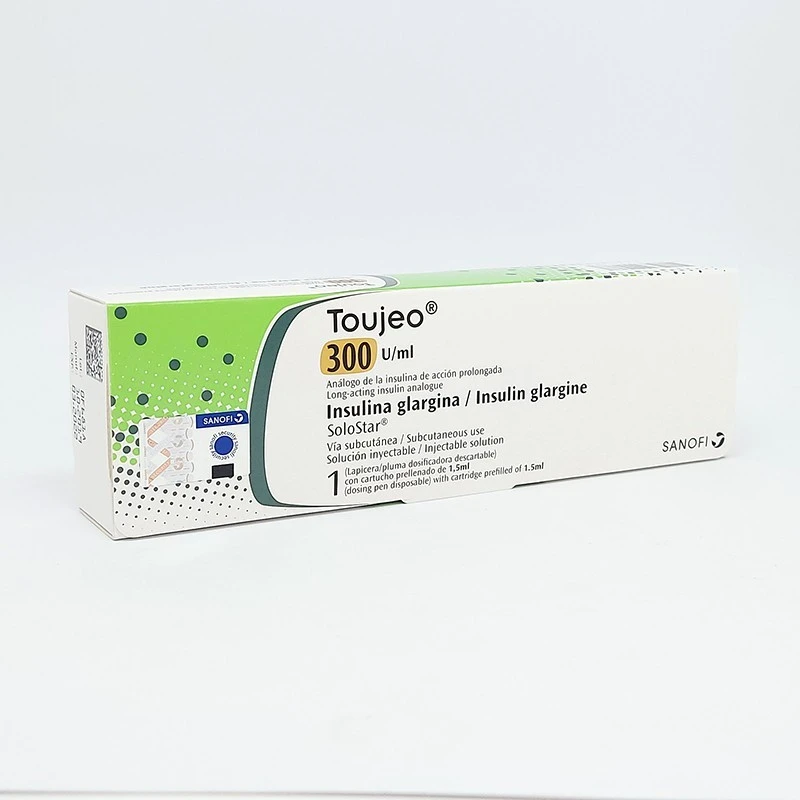 Toujeo®
300 U/ml
Análogo de la insulina de acción prolongada
Long-acting insulin analogue
Insulina glargina / Insulin glargine
SoloStar®
Vía subcutánea / Subcutaneous use
Solución inyectable / Injectable solution
1 (Lapicera/pluma dosificadora descartable)
con cartucho prellenado de 1,5ml
(dosing pen disposable) with cartridge prefilled of 1.5ml
SANOFI
SANOFI